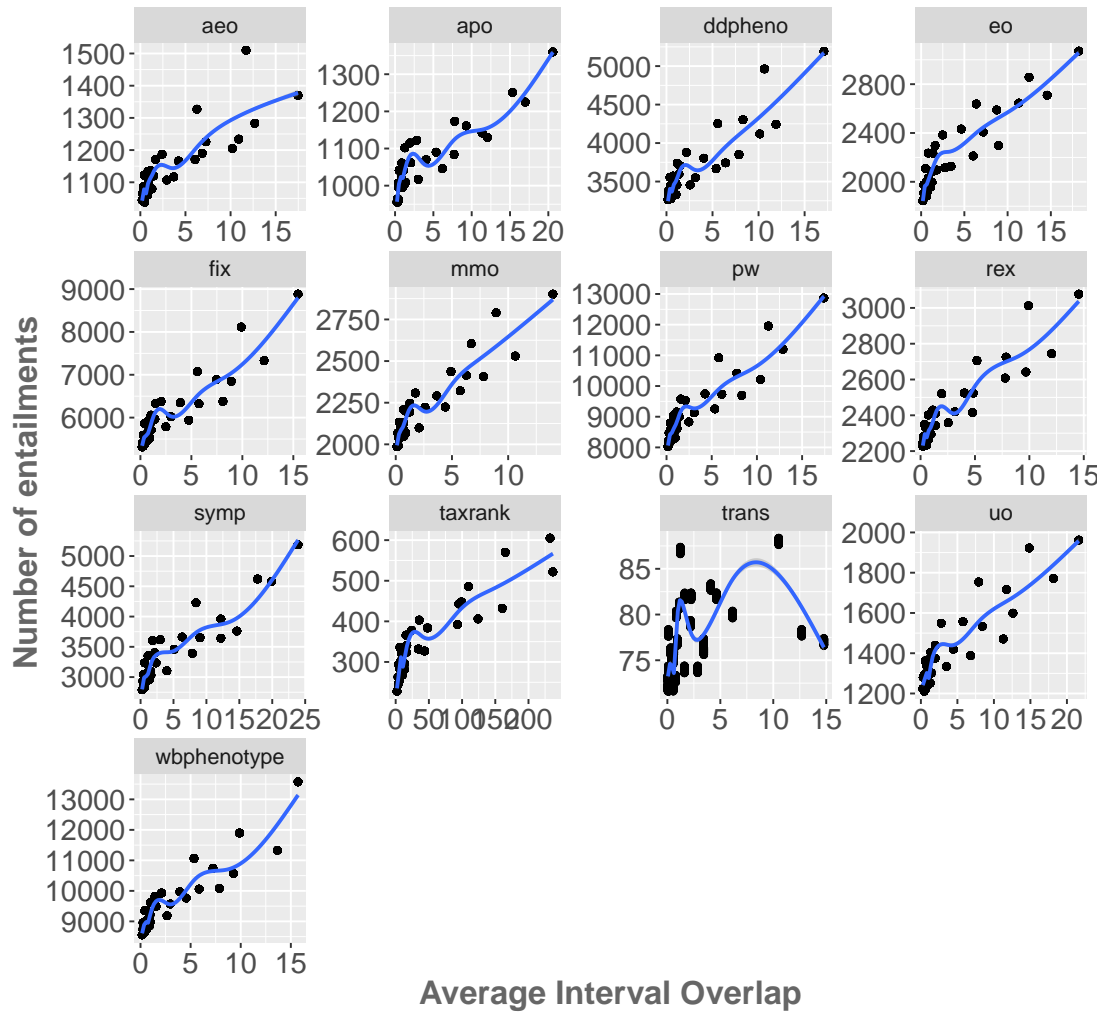 aeo apo ddpheno eo
1500 1400 1300 1200 1100
1300 1200 1100 1000
5000 4500 4000 3500
2800 2400 2000
0 5 10 15 0 5 10 15 20 0 5 10 15 0 5 10 15
fix mmo pw rex
9000 8000 7000 6000
2750 2500 2250 2000
13000 12000 11000 10000 9000 8000
3000 2800 2600 2400 2200
0 5 10 15 0 5 10 0 5 10 15 0 5 10 15
symp taxrank trans uo
5000 4500 4000 3500 3000
600 500 400 300
85 80 75
2000 1800 1600 1400 1200
0 5 10 15 20 25 0 50 100 150 200 0 5 10 15 0 5 10 15 20
wbphenotype
13000 12000 11000 10000 9000
0 5 10 15
Number of entailments
Average Interval Overlap